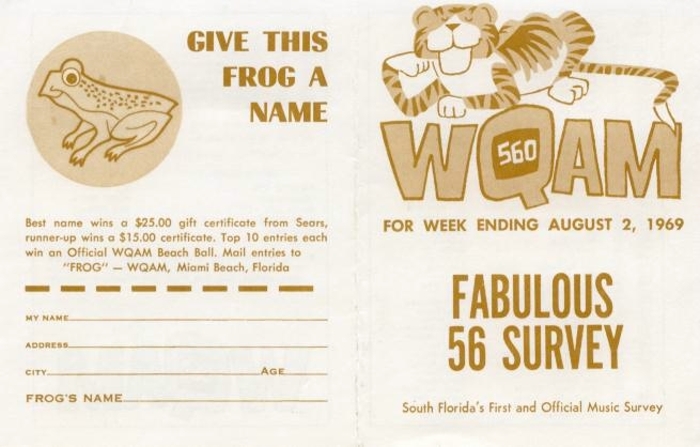 GIVE THIS
FROG A
NAME
Best name wins a $25.00 gift certificate from Sears,
runner-up wins a $15.00 certificate. Top 10 entries each
win an Official WQAM Beach Ball. Mail entries to
"FROG" — WQAM, Miami Beach, Florida
MY NAME
ADDRESS
CITY AGE
FROG'S NAME
WQAM
560
FOR WEEK ENDING AUGUST 2, 1969
FABULOUS
56 SURVEY
South Florida's First and Official Music Survey